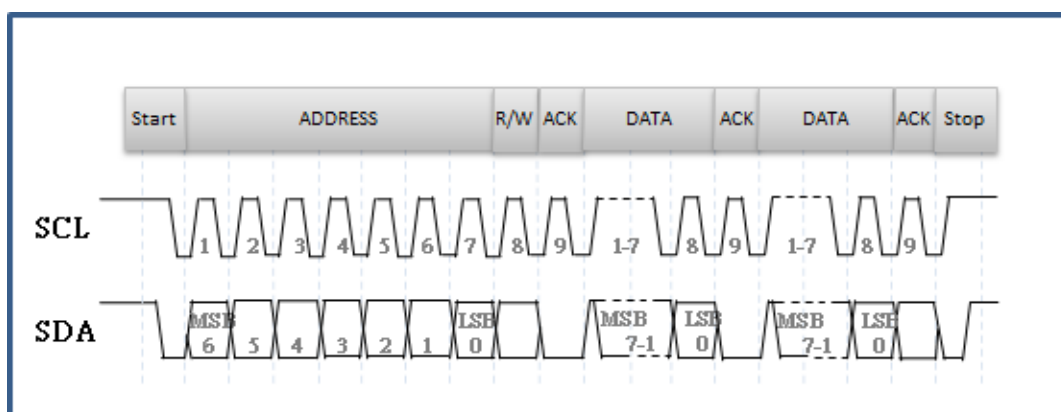 Start ADDRESS R/W ACK DATA ACK DATA ACK Stop
SCL 1 2 3 4 5 6 7 8 9 1-7 8 9 1-7 8 9
MSB LSB MSB LSB MSB LSB
SDA 6 5 4 3 2 1 0 7-1 0 7-1 0